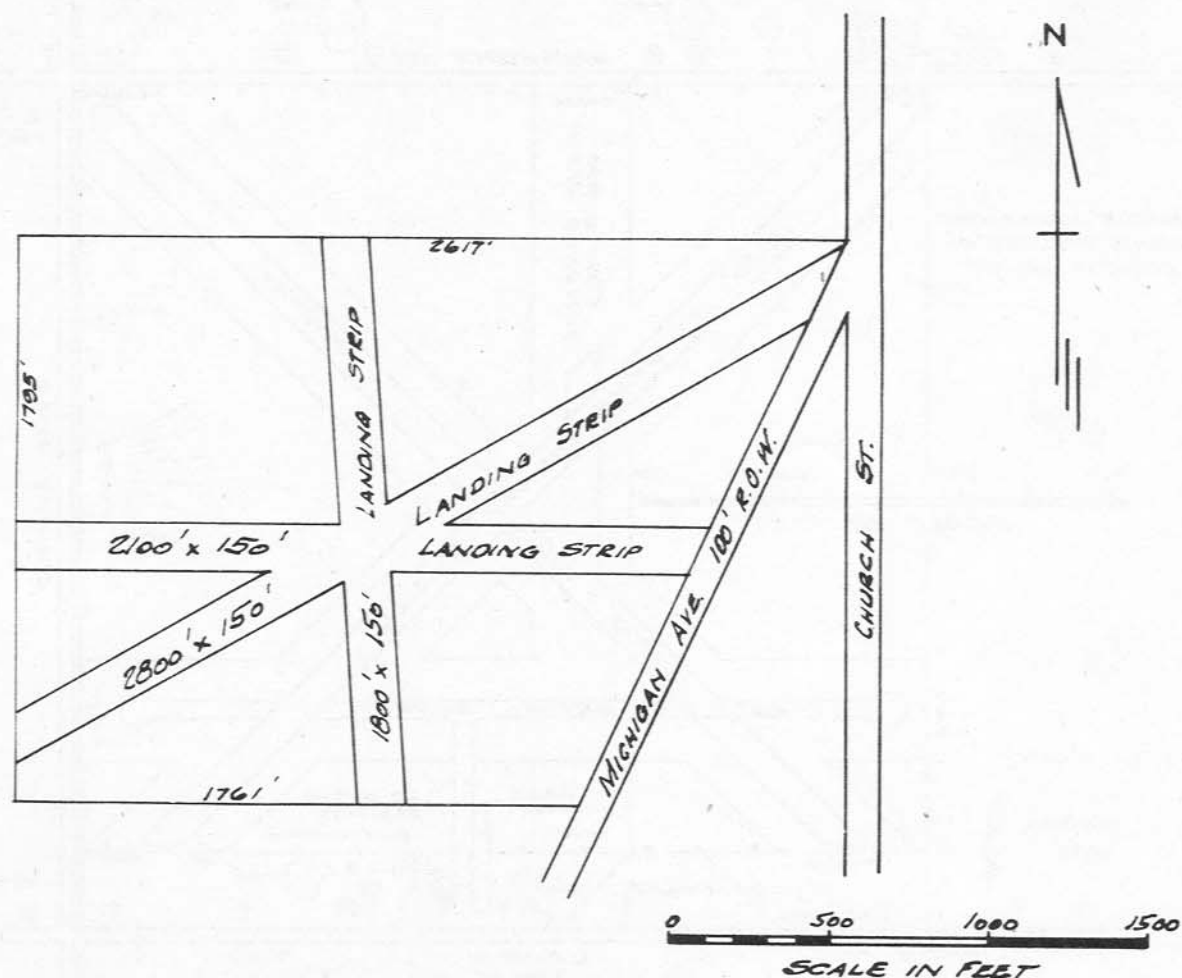 N
2617'
LANDING STRIP
1795'
LANDING STRIP
2100' x 150'
LANDING STRIP
2800' x 150'
1800' x 150'
MICHIGAN AVE. 100' R.O.W.
CHURCH ST.
1761'
0 500 1000 1500
SCALE IN FEET